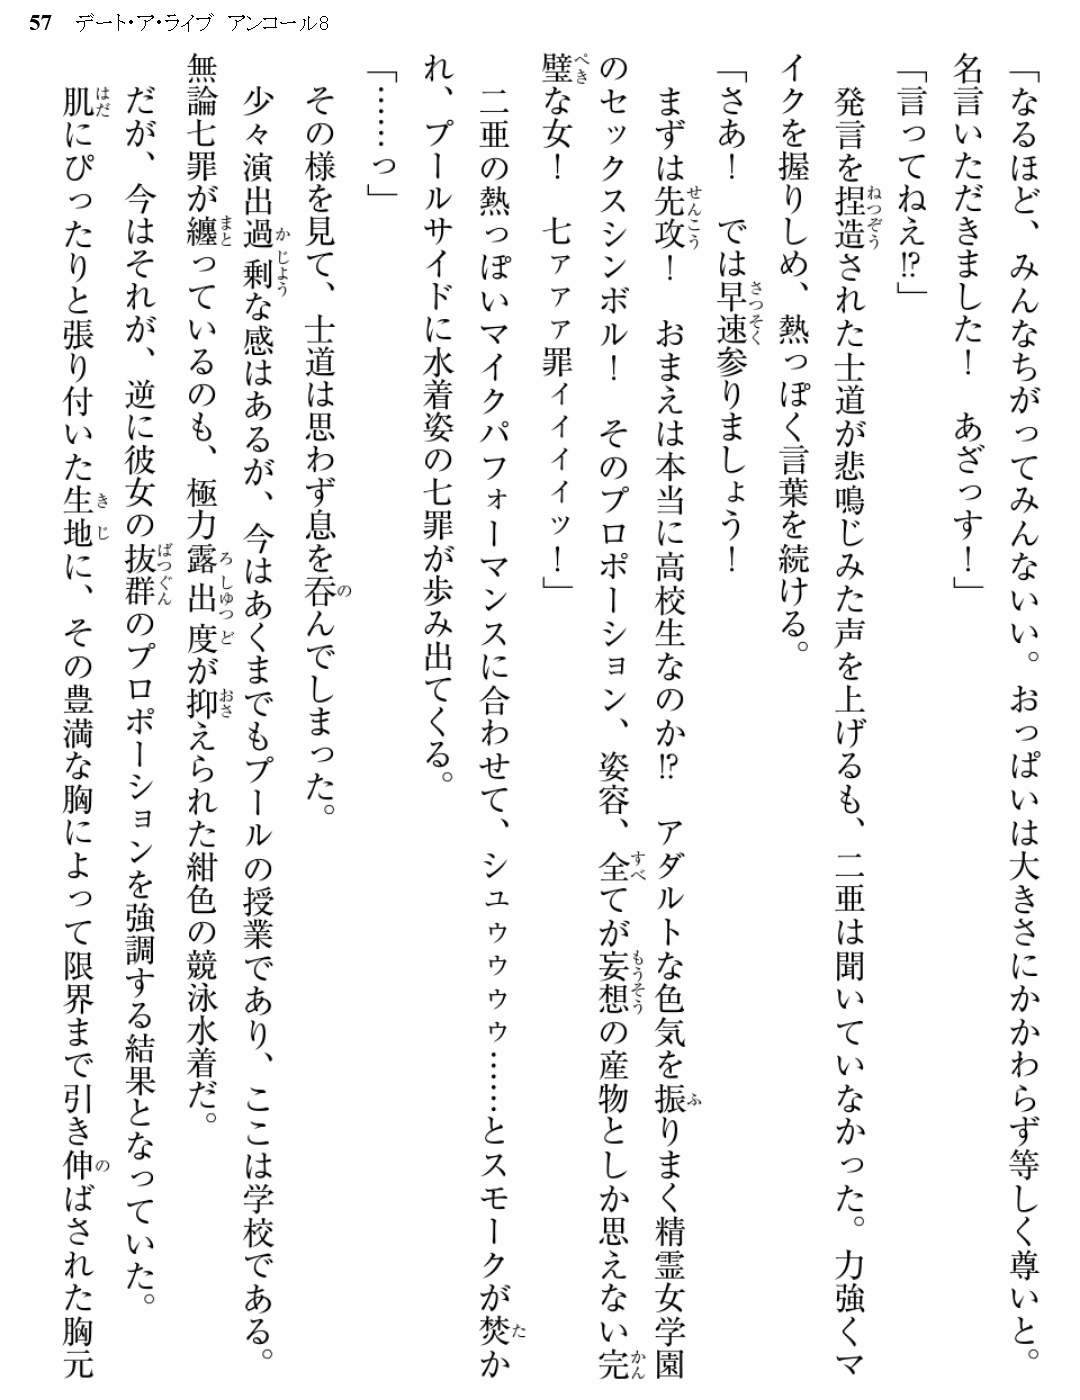 57 デート・ア・ライブ アンコール8
「なるほど、みんなちがってみんないい。おっぱいは大きさにかかわらず等しく尊いと。
名言いただきました！　あざっす！」
「言ってねえ!?」
　発言を捏造された士道が悲鳴じみた声を上げるも、二亜は聞いていなかった。力強くマ
イクを握りしめ、熱っぽく言葉を続ける。
「さあ！　では早速参りましょう！
　まずは先攻！　おまえは本当に高校生なのか!?　アダルトな色気を振りまく精霊女学園
のセックスシンボル！　そのプロポーション、姿容、全てが妄想の産物としか思えない完
璧な女！　七ァァァ罪ィィィィッ！」
　二亜の熱っぽいマイクパフォーマンスに合わせて、シュゥゥゥゥ……とスモークが焚か
れ、プールサイドに水着姿の七罪が歩み出てくる。
「……っ」
　その様を見て、士道は思わず息を呑んでしまった。
　少々演出過剰な感はあるが、今はあくまでもプールの授業であり、ここは学校である。
無論七罪が纏っているのも、極力露出度が抑えられた紺色の競泳水着だ。
　だが、今はそれが、逆に彼女の抜群のプロポーションを強調する結果となっていた。
　肌にぴったりと張り付いた生地に、その豊満な胸によって限界まで引き伸ばされた胸元